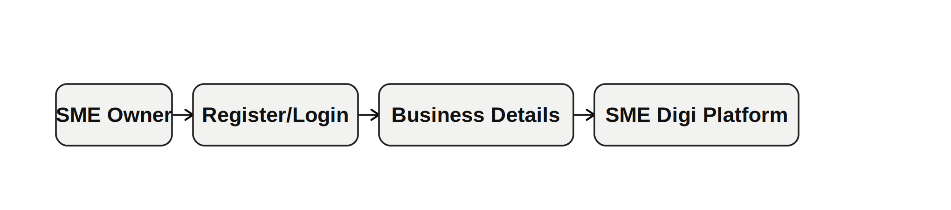 SME Owner
Register/Login
Business Details
SME Digi Platform